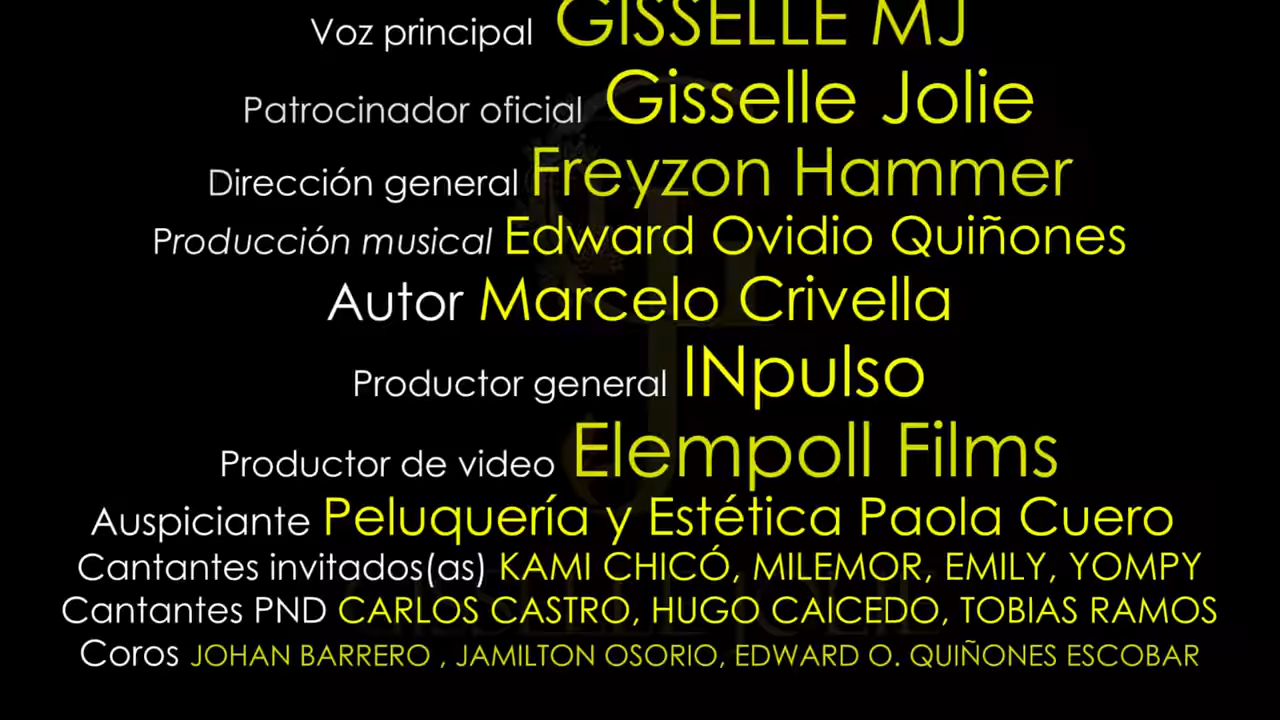 Voz principal GISSELLE MJ
Patrocinador oficial Gisselle Jolie
Dirección general Freyzon Hammer
Producción musical Edward Ovidio Quiñones
Autor Marcelo Crivella
Productor general INpulso
Productor de video Elempoll Films
Auspiciante Peluquería y Estética Paola Cuero
Cantantes invitados(as) KAMI CHICÓ, MILEMOR, EMILY, YOMPY
Cantantes PND CARLOS CASTRO, HUGO CAICEDO, TOBIAS RAMOS
Coros JOHAN BARRERO , JAMILTON OSORIO, EDWARD O. QUIÑONES ESCOBAR